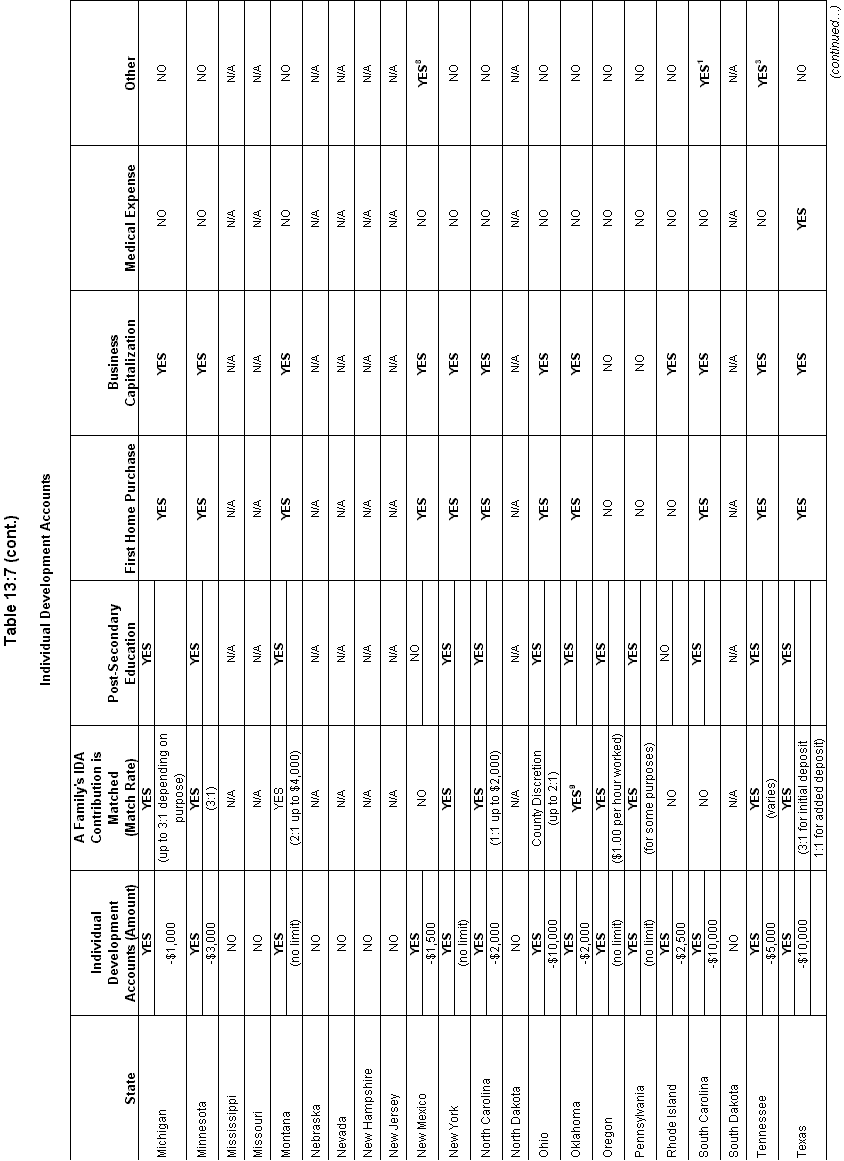 Table 13:7 (cont.)
Individual Development Accounts
State | Individual Development Accounts (Amount) | A Family's IDA Contribution is Matched (Match Rate) | Post-Secondary Education | First Home Purchase | Business Capitalization | Medical Expense | Other
Michigan | YES -$1,000 | YES (up to 3:1 depending on purpose) | YES | YES | YES | NO | NO
Minnesota | YES -$3,000 | YES (3:1) | YES | YES | YES | NO | NO
Mississippi | NO | N/A | N/A | N/A | N/A | N/A | N/A
Missouri | NO | N/A | N/A | N/A | N/A | N/A | N/A
Montana | YES (no limit) | YES (2:1 up to $4,000) | YES | YES | YES | NO | NO
Nebraska | NO | N/A | N/A | N/A | N/A | N/A | N/A
Nevada | NO | N/A | N/A | N/A | N/A | N/A | N/A
New Hampshire | NO | N/A | N/A | N/A | N/A | N/A | N/A
New Jersey | NO | N/A | N/A | N/A | N/A | N/A | N/A
New Mexico | YES -$1,500 | NO | NO | YES | YES | NO | YES⁸
New York | YES (no limit) | YES | YES | YES | YES | NO | NO
North Carolina | YES -$2,000 | YES (1:1 up to $2,000) | YES | YES | YES | NO | NO
North Dakota | NO | N/A | N/A | N/A | N/A | N/A | N/A
Ohio | YES -$10,000 | County Discretion (up to 2:1) | YES | YES | YES | NO | NO
Oklahoma | YES -$2,000 | YES⁹ | YES | YES | YES | NO | NO
Oregon | YES (no limit) | YES ($1.00 per hour worked) | YES | NO | NO | NO | NO
Pennsylvania | YES (no limit) | YES (for some purposes) | YES | NO | NO | NO | NO
Rhode Island | YES -$2,500 | NO | NO | NO | YES | NO | NO
South Carolina | YES -$10,000 | NO | YES | YES | YES | NO | YES¹
South Dakota | NO | N/A | N/A | N/A | N/A | N/A | N/A
Tennessee | YES -$5,000 | YES (varies) | YES | YES | YES | NO | YES³
Texas | YES -$10,000 | (3:1 for initial deposit 1:1 for added deposit) | YES | YES | YES | YES | NO
(continued...)